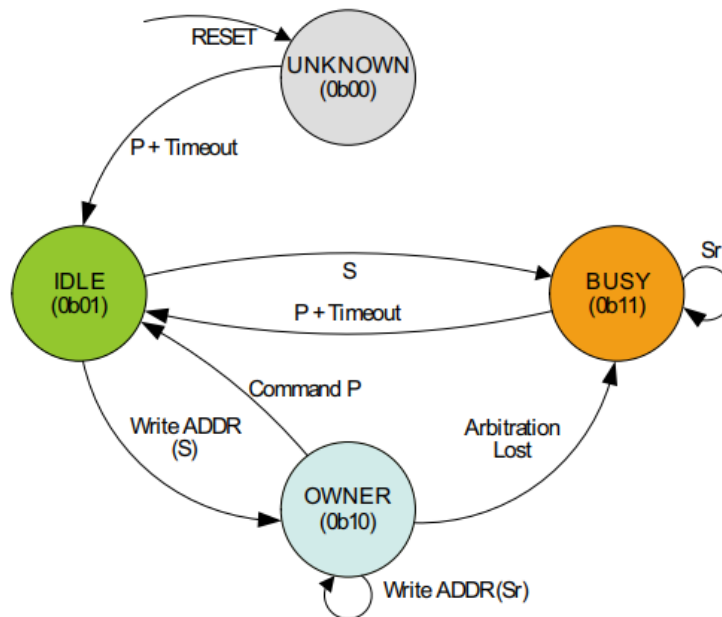 RESET
UNKNOWN
(0b00)
P + Timeout
IDLE
(0b01)
S
P + Timeout
BUSY
(0b11)
Sr
Command P
Write ADDR
(S)
Arbitration
Lost
OWNER
(0b10)
Write ADDR(Sr)